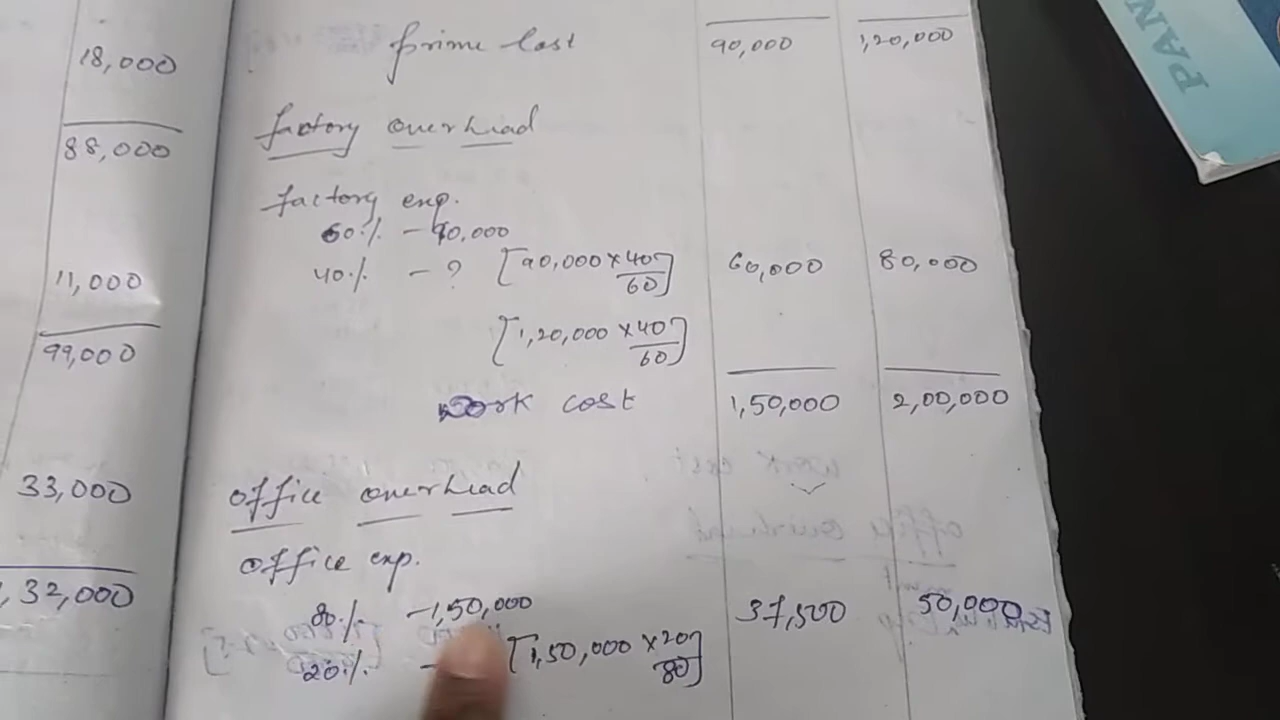 18,000
88,000
11,000
99,000
33,000
,32,000
prime cost 90,000 1,20,000
factory overhead
factory exp.
60% - 90,000
40% - ? [90,000 × 40/60] 60,000 80,000
[1,20,000 × 40/60]
work cost 1,50,000 2,00,000
office overhead
office exp.
80% - 1,50,000 37,500 50,000
20% - [1,50,000 × 20/80]
PAN